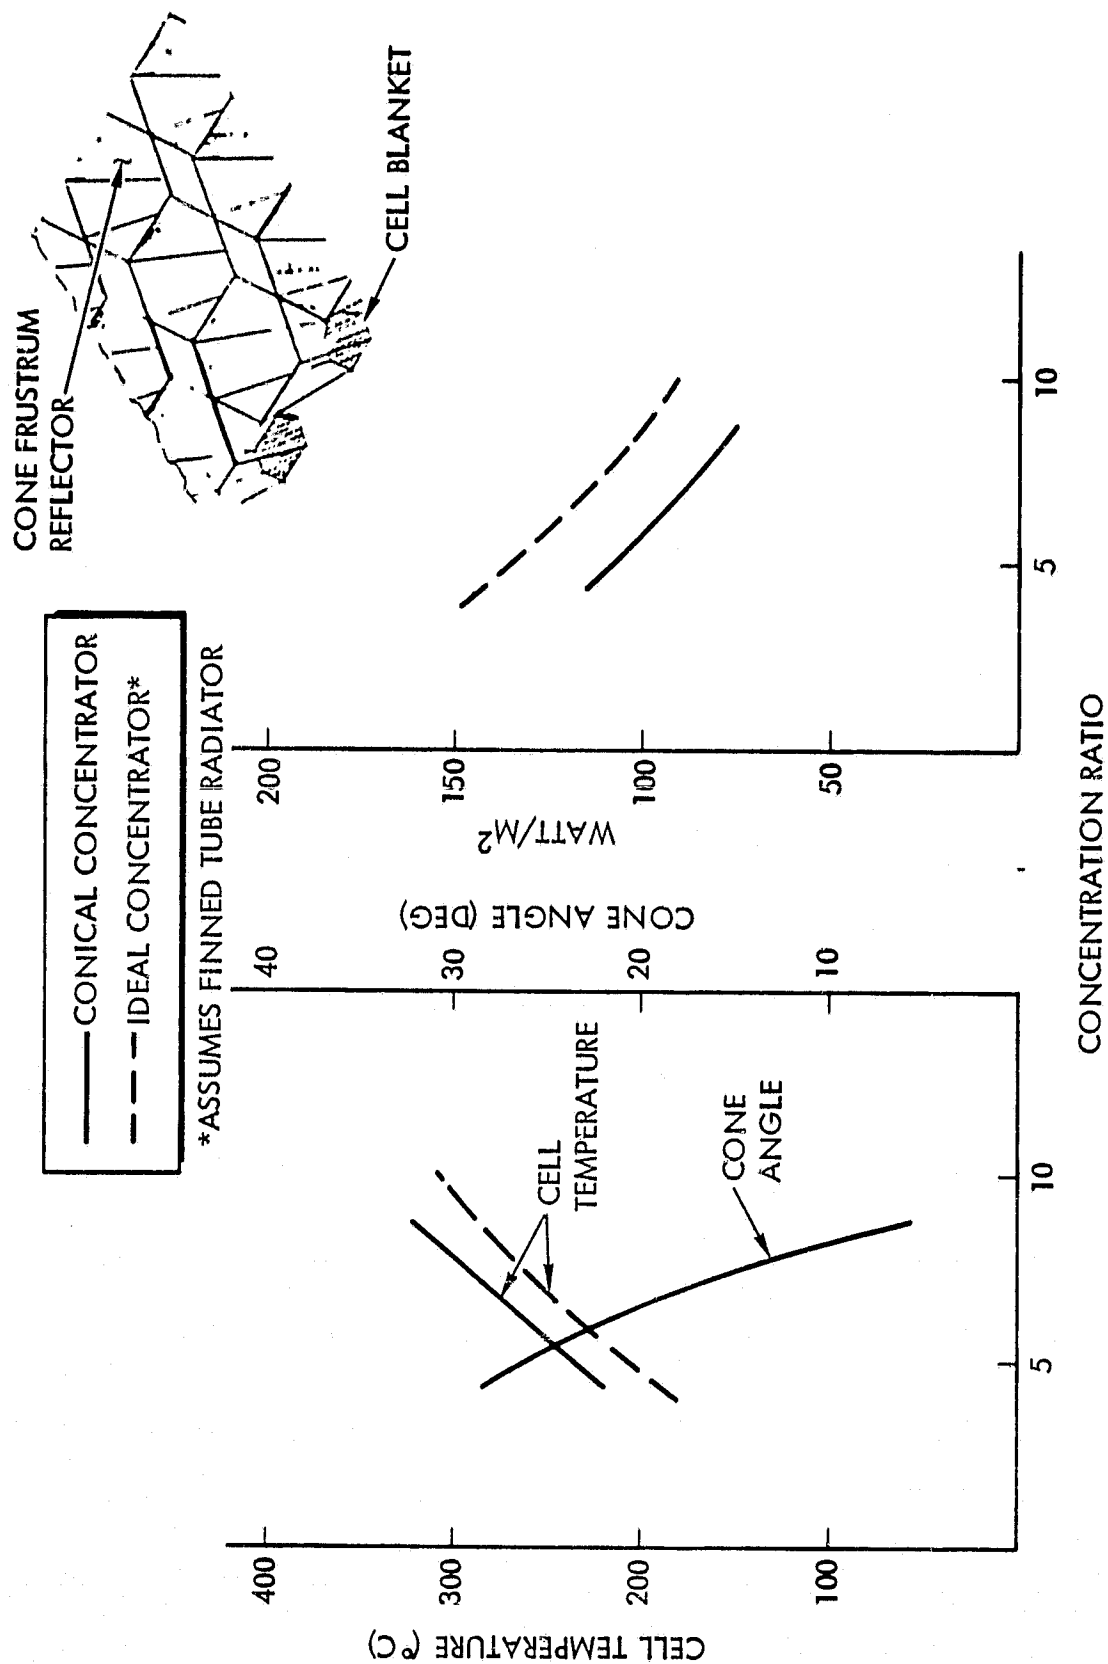 CONE FRUSTRUM
REFLECTOR
CELL BLANKET
CONICAL CONCENTRATOR
IDEAL CONCENTRATOR*
*ASSUMES FINNED TUBE RADIATOR
CELL TEMPERATURE (°C)
400
300
200
100
5
10
CELL
TEMPERATURE
CONE
ANGLE
CONE ANGLE (DEG)
40
30
20
10
WATT/M²
200
150
100
50
5
10
CONCENTRATION RATIO